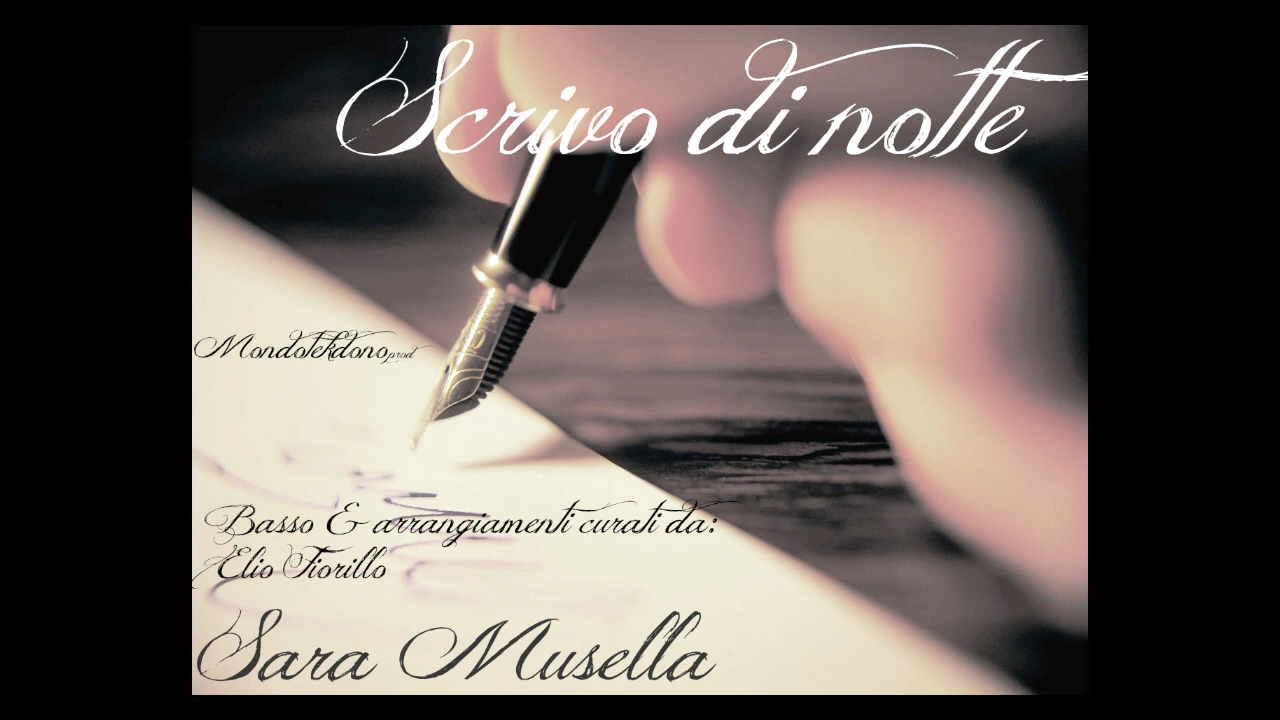 Scrivo di notte
Mondotekdono prod
Basso & arrangiamenti curati da:
Elio Fiorillo
Sara Musella